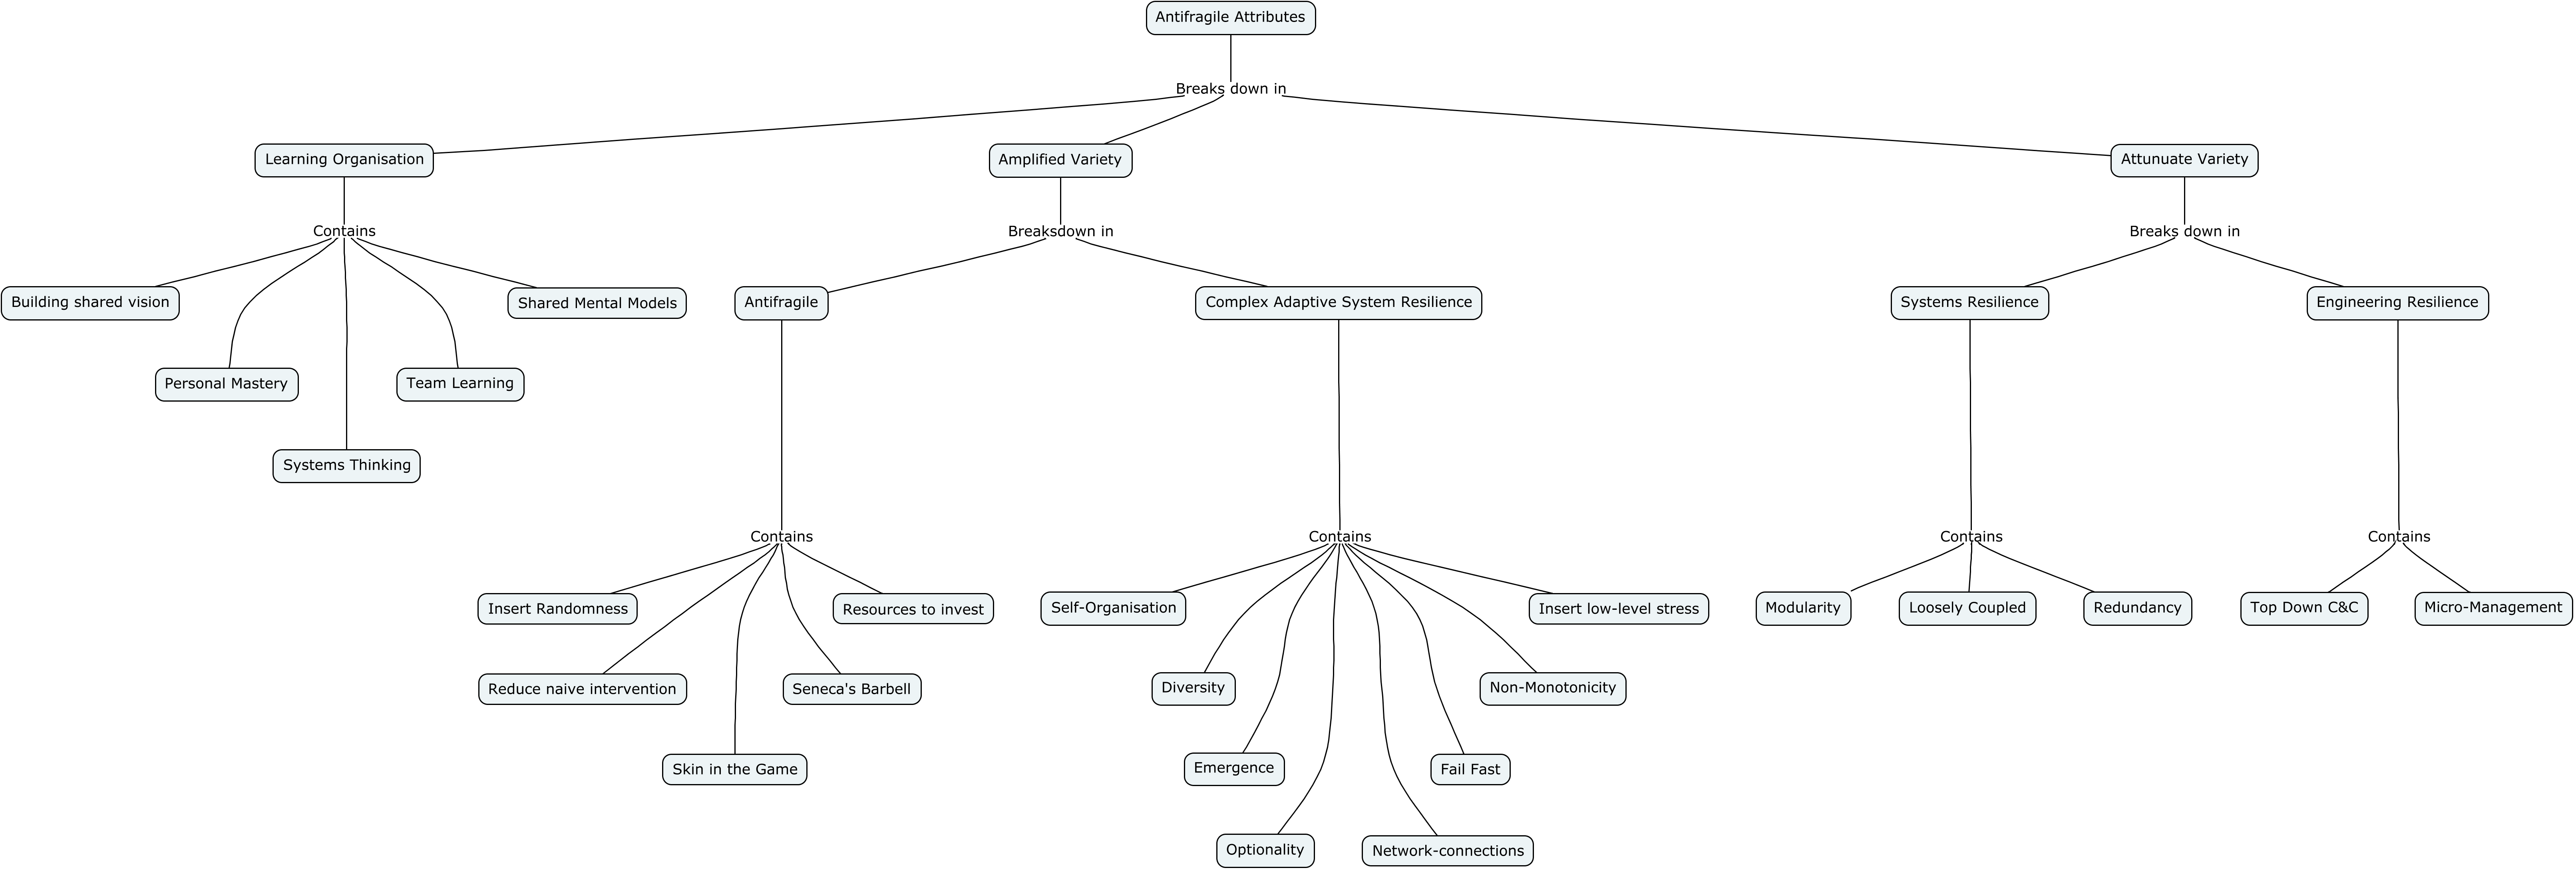 Antifragile Attributes
Breaks down in
Learning Organisation
Amplified Variety
Attunuate Variety
Contains
Breaksdown in
Breaks down in
Building shared vision
Shared Mental Models
Antifragile
Complex Adaptive System Resilience
Systems Resilience
Engineering Resilience
Personal Mastery
Team Learning
Systems Thinking
Contains
Contains
Contains
Contains
Insert Randomness
Resources to invest
Self-Organisation
Insert low-level stress
Modularity
Loosely Coupled
Redundancy
Top Down C&C
Micro-Management
Reduce naive intervention
Seneca's Barbell
Diversity
Non-Monotonicity
Skin in the Game
Emergence
Fail Fast
Optionality
Network-connections